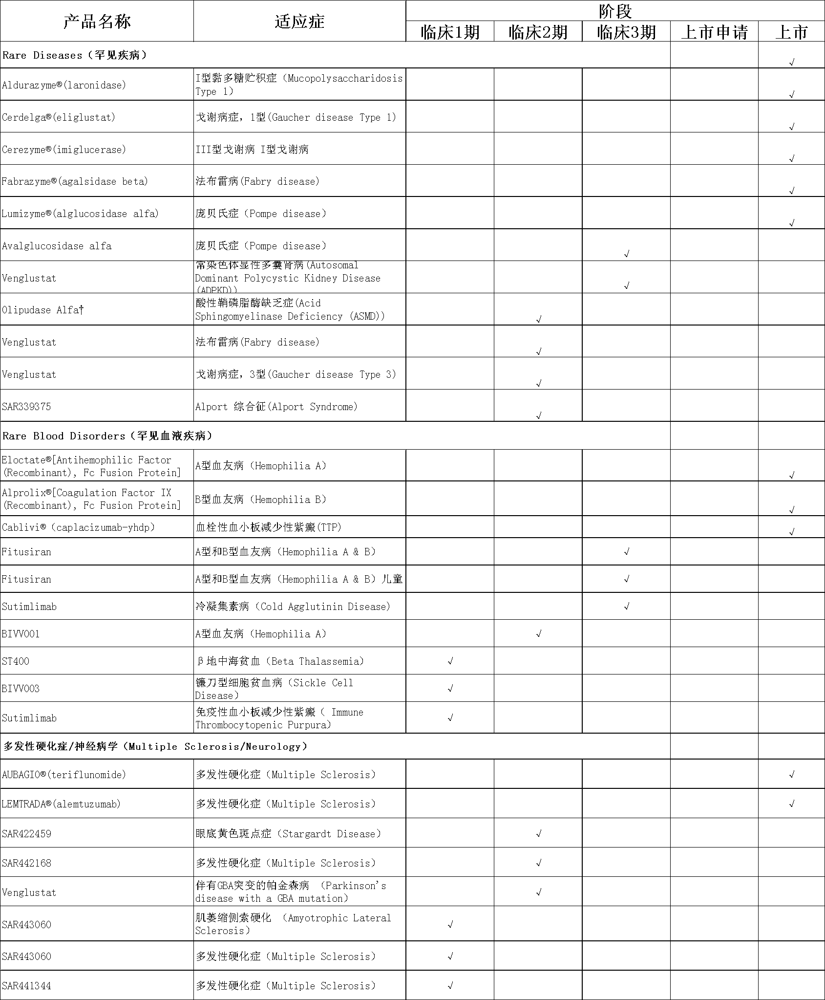 产品名称
适应症
阶段
临床1期
临床2期
临床3期
上市申请
上市
Rare Diseases（罕见疾病）
√
Aldurazyme®(laronidase)
I型黏多糖贮积症（Mucopolysaccharidosis
Type 1）
√
Cerdelga®(eliglustat)
戈谢病症，1型(Gaucher disease Type 1)
√
Cerezyme®(imiglucerase)
III型戈谢病 I型戈谢病
√
Fabrazyme®(agalsidase beta)
法布雷病(Fabry disease)
√
Lumizyme®(alglucosidase alfa)
庞贝氏症（Pompe disease）
√
Avalglucosidase alfa
庞贝氏症（Pompe disease）
√
Venglustat
常染色体显性多囊肾病(Autosomal
Dominant Polycystic Kidney Disease
(ADPKD))
√
Olipudase Alfa†
酸性鞘磷脂酶缺乏症(Acid
Sphingomyelinase Deficiency (ASMD))
√
Venglustat
法布雷病(Fabry disease)
√
Venglustat
戈谢病症，3型(Gaucher disease Type 3)
√
SAR339375
Alport 综合征(Alport Syndrome)
√
Rare Blood Disorders（罕见血液疾病）
Eloctate®[Antihemophilic Factor
(Recombinant), Fc Fusion Protein]
A型血友病（Hemophilia A）
√
Alprolix®[Coagulation Factor IX
(Recombinant), Fc Fusion Protein]
B型血友病（Hemophilia B）
√
Cablivi®（caplacizumab-yhdp）
血栓性血小板减少性紫癜(TTP)
√
Fitusiran
A型和B型血友病（Hemophilia A & B）
√
Fitusiran
A型和B型血友病（Hemophilia A & B）儿童
√
Sutimlimab
冷凝集素病（Cold Agglutinin Disease)
√
BIVV001
A型血友病（Hemophilia A）
√
ST400
β地中海贫血（Beta Thalassemia）
√
BIVV003
镰刀型细胞贫血病（Sickle Cell
Disease）
√
Sutimlimab
免疫性血小板减少性紫癜（ Immune
Thrombocytopenic Purpura）
√
多发性硬化症/神经病学（Multiple Sclerosis/Neurology）
AUBAGIO®(teriflunomide)
多发性硬化症（Multiple Sclerosis）
√
LEMTRADA®(alemtuzumab)
多发性硬化症（Multiple Sclerosis）
√
SAR422459
眼底黄色斑点症（Stargardt Disease）
√
SAR442168
多发性硬化症（Multiple Sclerosis）
√
Venglustat
伴有GBA突变的帕金森病 （Parkinson's
disease with a GBA mutation）
√
SAR443060
肌萎缩侧索硬化 （Amyotrophic Lateral
Sclerosis）
√
SAR443060
多发性硬化症（Multiple Sclerosis）
√
SAR441344
多发性硬化症（Multiple Sclerosis）
√